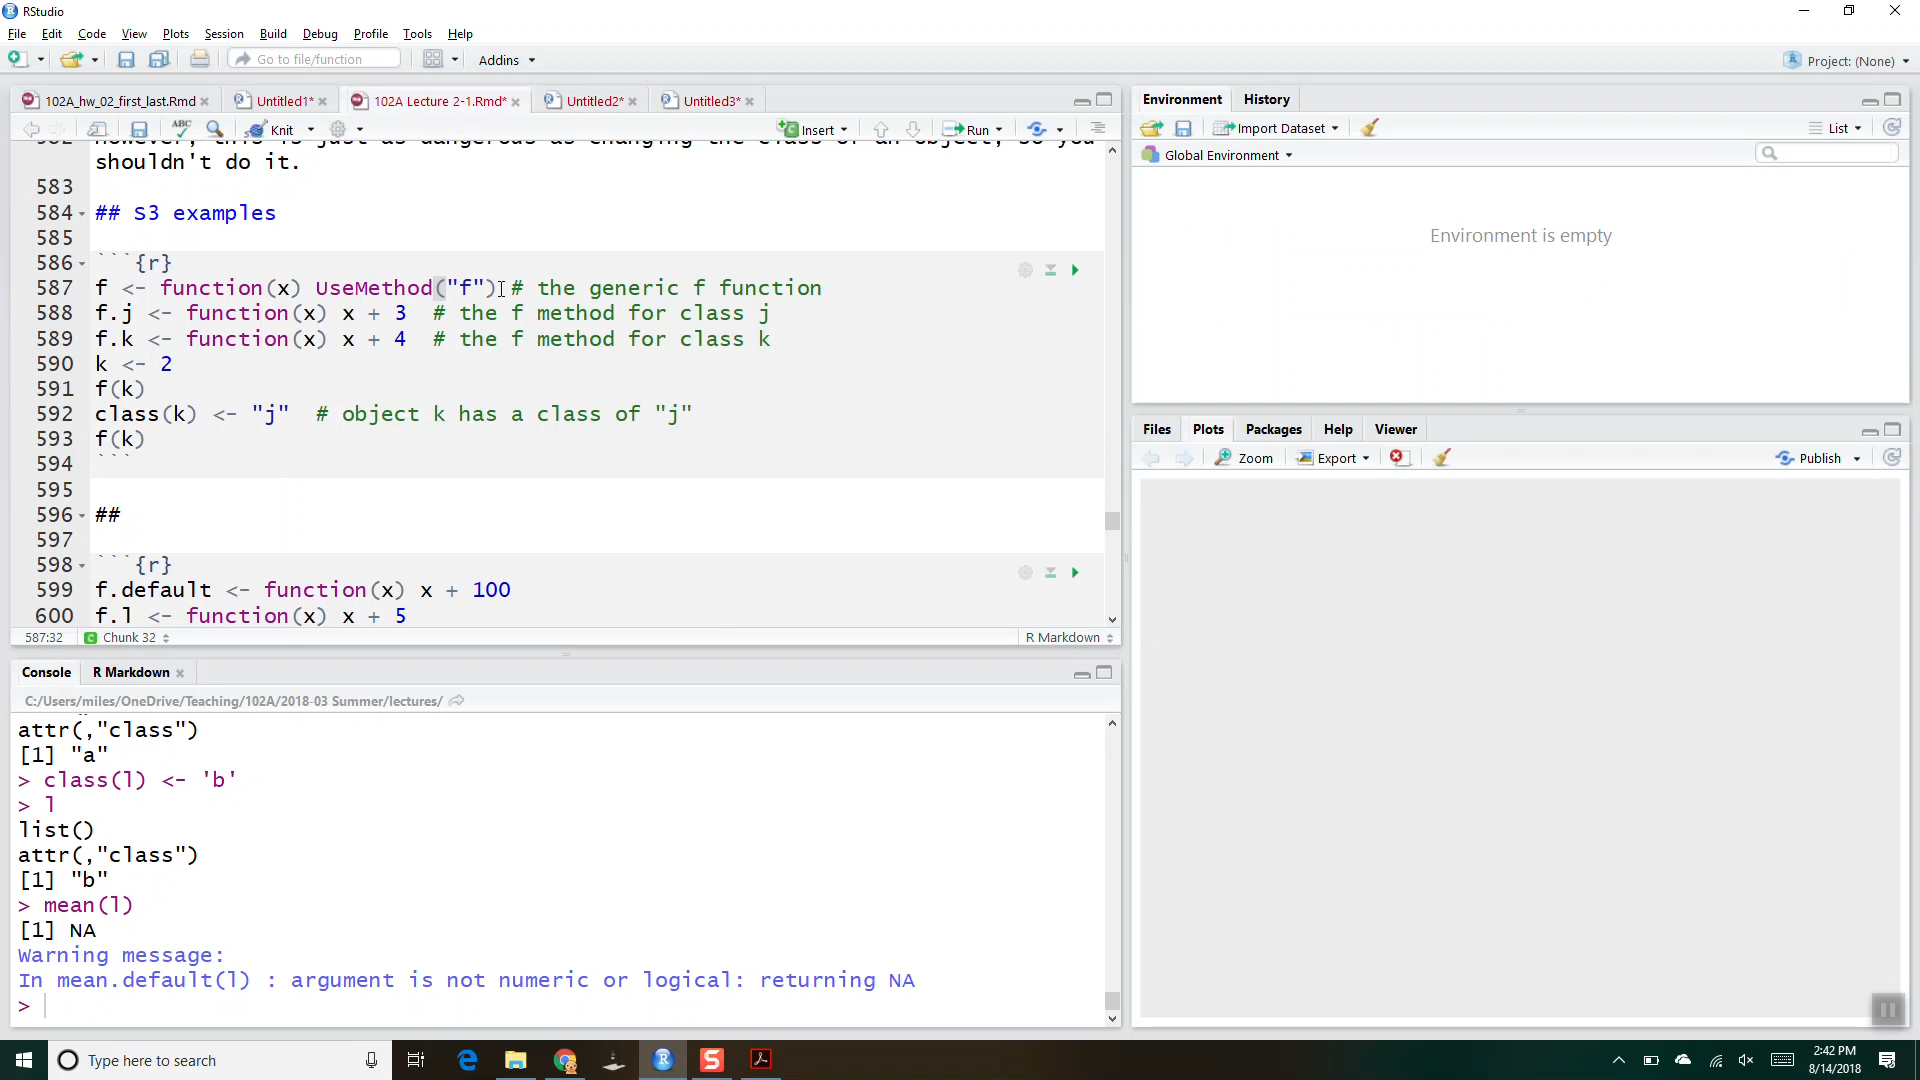 RStudio
File Edit Code View Plots Session Build Debug Profile Tools Help
Go to file/function Addins Project: (None)
102A_hw_02_first_last.Rmd Untitled1* 102A Lecture 2-1.Rmd* Untitled2* Untitled3*
ABC Knit Insert Run
shouldn't do it.
583
584 ## S3 examples
585
586 ```{r}
587 f <- function(x) UseMethod("f") # the generic f function
588 f.j <- function(x) x + 3 # the f method for class j
589 f.k <- function(x) x + 4 # the f method for class k
590 k <- 2
591 f(k)
592 class(k) <- "j" # object k has a class of "j"
593 f(k)
594 ```
595
596 ##
597
598 ```{r}
599 f.default <- function(x) x + 100
600 f.l <- function(x) x + 5
587:32 Chunk 32 R Markdown
Console R Markdown
C:/Users/miles/OneDrive/Teaching/102A/2018-03 Summer/lectures/
attr(,"class")
[1] "a"
> class(l) <- 'b'
> l
list()
attr(,"class")
[1] "b"
> mean(l)
[1] NA
Warning message:
In mean.default(l) : argument is not numeric or logical: returning NA
>
Environment History
Import Dataset List
Global Environment
Environment is empty
Files Plots Packages Help Viewer
Zoom Export Publish
Type here to search
2:42 PM
8/14/2018